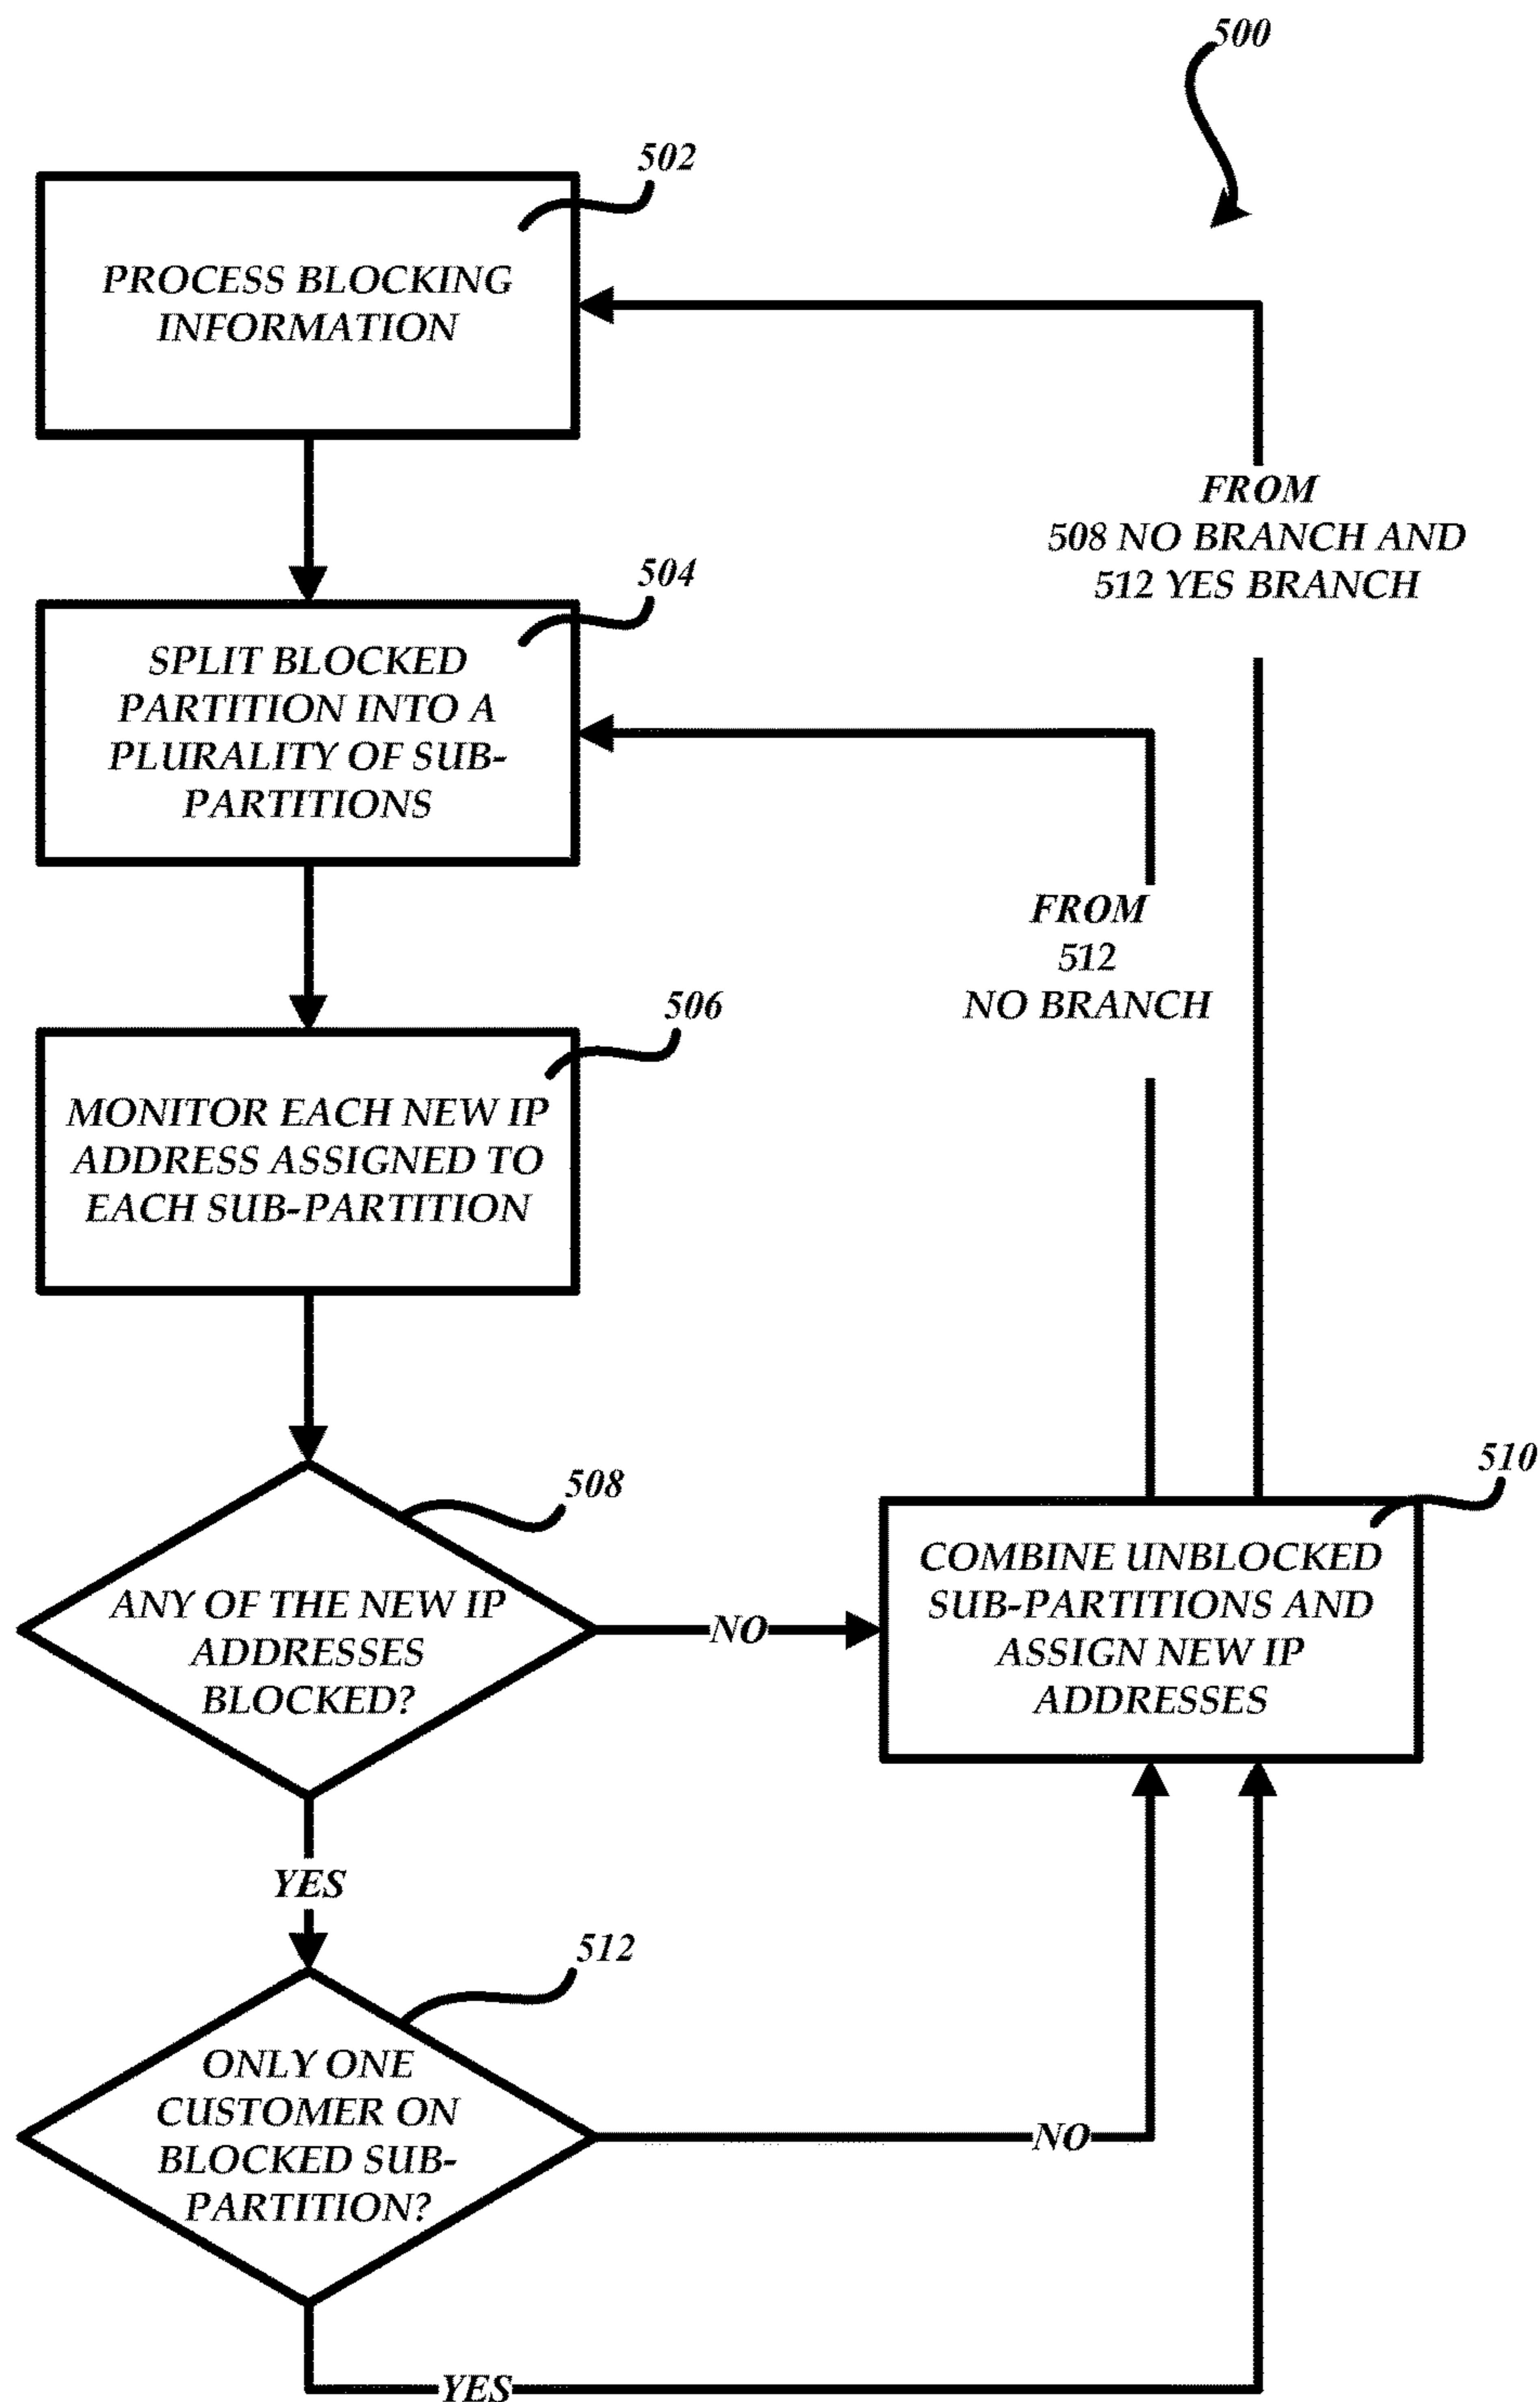 500
502
PROCESS BLOCKING
INFORMATION
FROM
508 NO BRANCH AND
512 YES BRANCH
504
SPLIT BLOCKED
PARTITION INTO A
PLURALITY OF SUB-
PARTITIONS
FROM
512
NO BRANCH
506
MONITOR EACH NEW IP
ADDRESS ASSIGNED TO
EACH SUB-PARTITION
508
ANY OF THE NEW IP
ADDRESSES
BLOCKED?
NO
510
COMBINE UNBLOCKED
SUB-PARTITIONS AND
ASSIGN NEW IP
ADDRESSES
YES
512
ONLY ONE
CUSTOMER ON
BLOCKED SUB-
PARTITION?
NO
YES